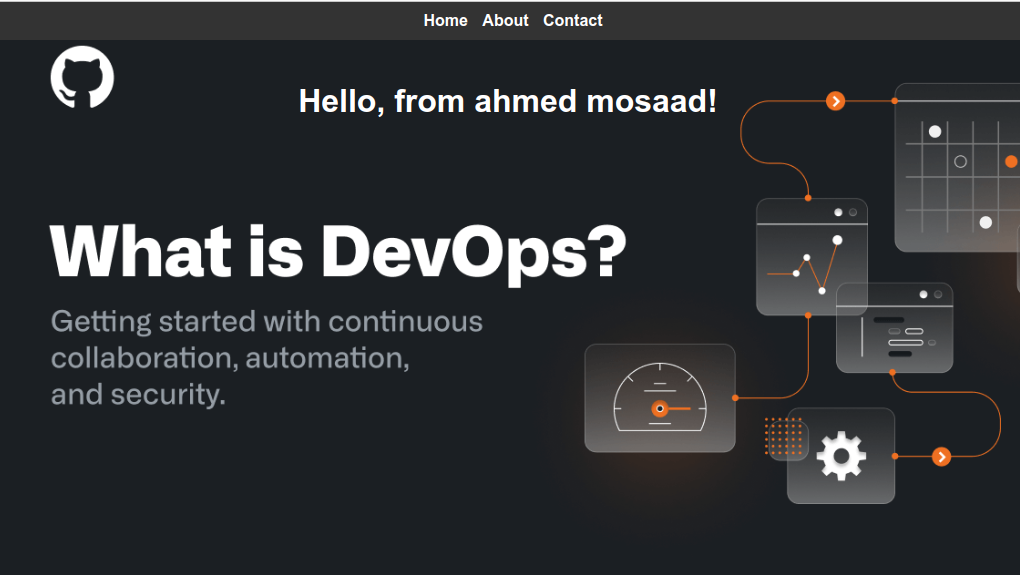 Home About Contact
Hello, from ahmed mosaad!
What is DevOps?
Getting started with continuous
collaboration, automation,
and security.